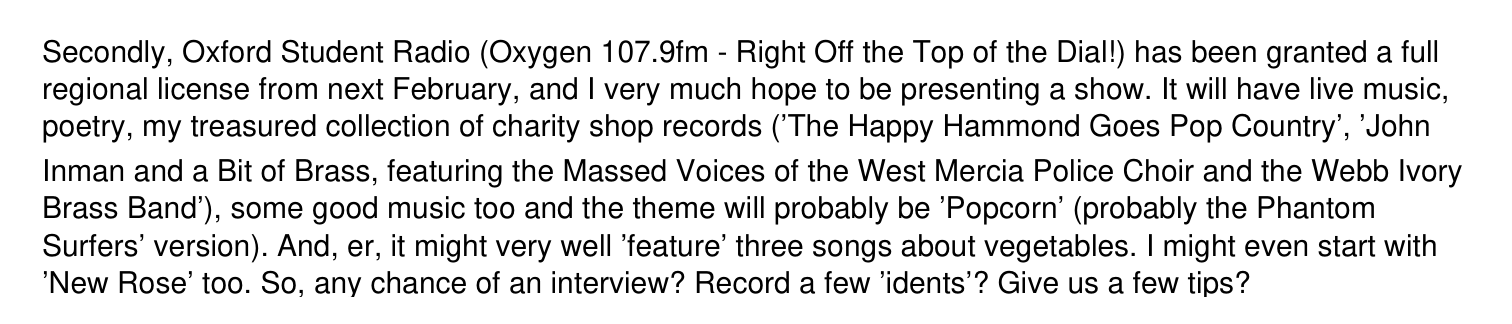 Secondly, Oxford Student Radio (Oxygen 107.9fm - Right Off the Top of the Dial!) has been granted a full
regional license from next February, and I very much hope to be presenting a show. It will have live music,
poetry, my treasured collection of charity shop records (’The Happy Hammond Goes Pop Country’, ’John
Inman and a Bit of Brass, featuring the Massed Voices of the West Mercia Police Choir and the Webb Ivory
Brass Band’), some good music too and the theme will probably be ’Popcorn’ (probably the Phantom
Surfers’ version). And, er, it might very well ’feature’ three songs about vegetables. I might even start with
’New Rose’ too. So, any chance of an interview? Record a few ’idents’? Give us a few tips?